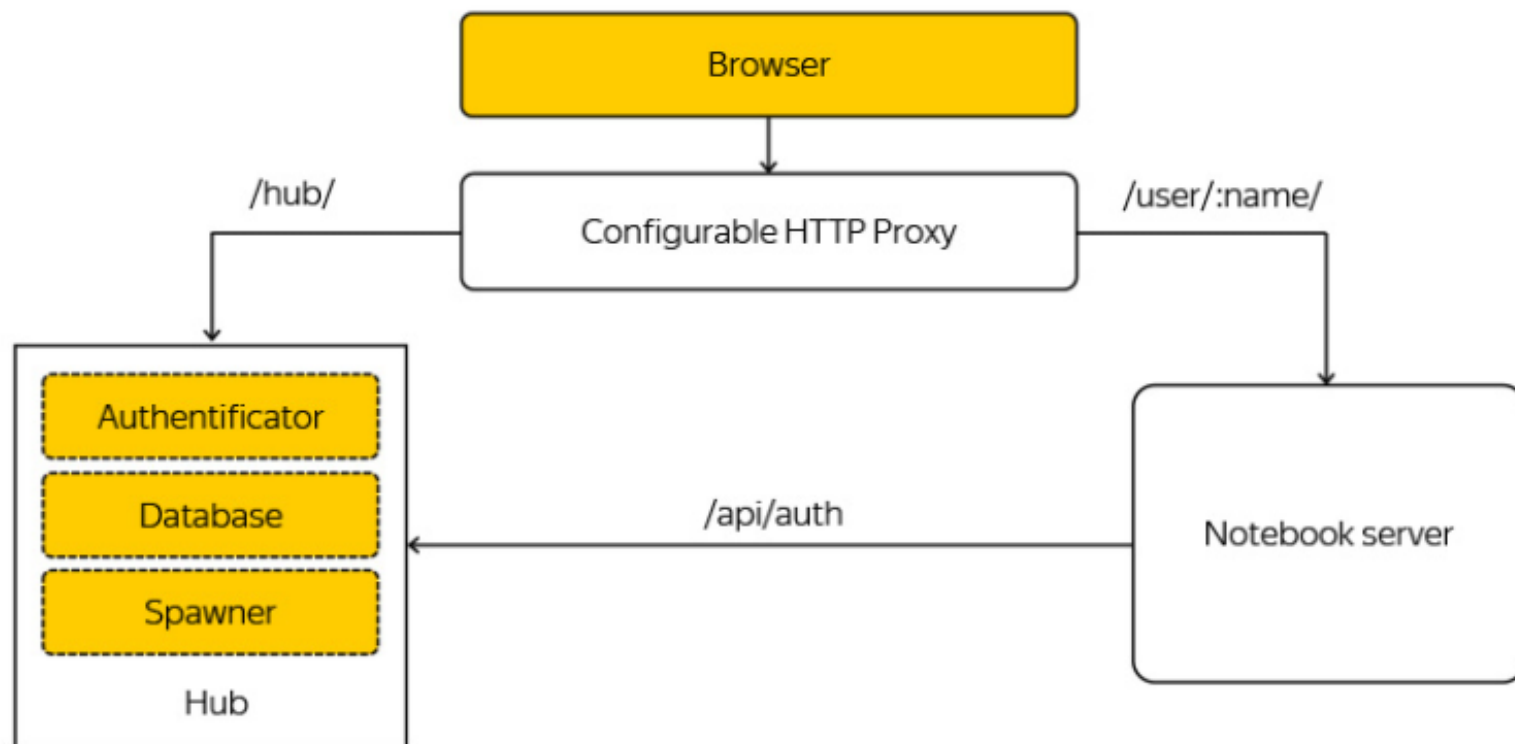 Browser
/hub/
/user/:name/
Configurable HTTP Proxy
Authentificator
Database
/api/auth
Notebook server
Spawner
Hub